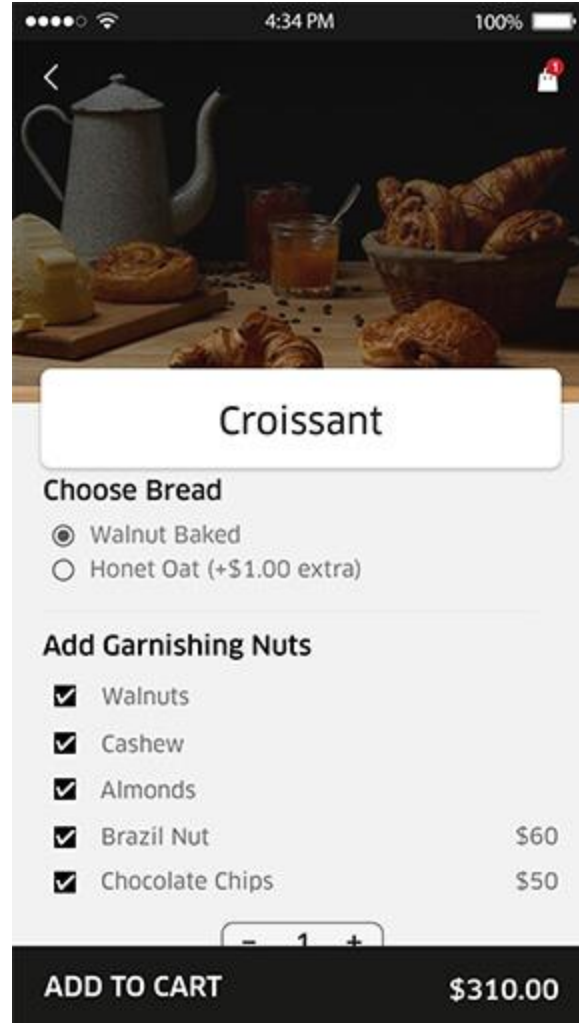 4:34 PM 100%
1
Croissant
Choose Bread
Walnut Baked
Honet Oat (+$1.00 extra)
Add Garnishing Nuts
Walnuts
Cashew
Almonds
Brazil Nut $60
Chocolate Chips $50
- 1 +
ADD TO CART $310.00